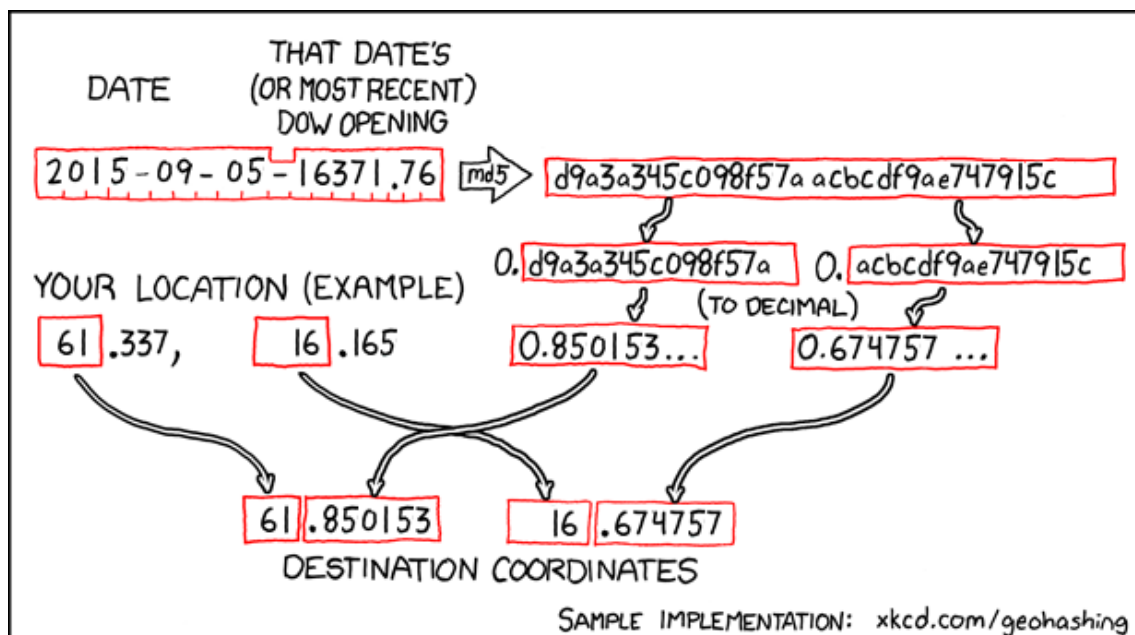 DATE
THAT DATE'S
(OR MOST RECENT)
DOW OPENING
2015-09-05-16371.76
md5
d9a3a345c098f57aacbcdf9ae747915c
0.d9a3a345c098f57a
0.acbcdf9ae747915c
YOUR LOCATION (EXAMPLE)
(TO DECIMAL)
61.337, 16.165
0.850153...
0.674757...
61.850153
16.674757
DESTINATION COORDINATES
SAMPLE IMPLEMENTATION: xkcd.com/geohashing